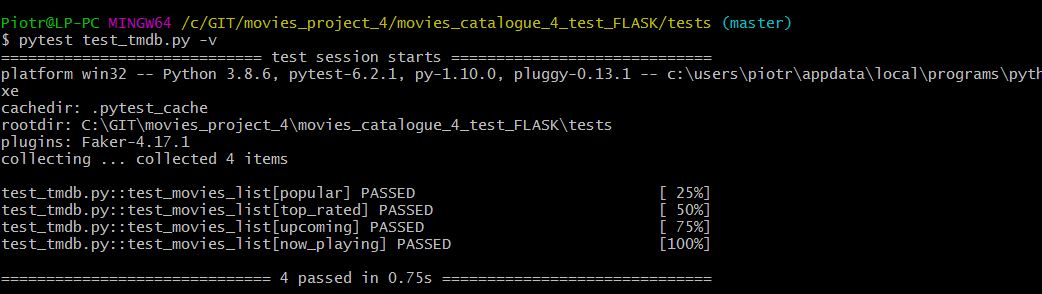 Piotr@LP-PC MINGW64 /c/GIT/movies_project_4/movies_catalogue_4_test_FLASK/tests (master)
$ pytest test_tmdb.py -v
============================= test session starts =============================
platform win32 -- Python 3.8.6, pytest-6.2.1, py-1.10.0, pluggy-0.13.1 -- c:\users\piotr\appdata\local\programs\pyth
xe
cachedir: .pytest_cache
rootdir: C:\GIT\movies_project_4\movies_catalogue_4_test_FLASK\tests
plugins: Faker-4.17.1
collecting ... collected 4 items
test_tmdb.py::test_movies_list[popular] PASSED [ 25%]
test_tmdb.py::test_movies_list[top_rated] PASSED [ 50%]
test_tmdb.py::test_movies_list[upcoming] PASSED [ 75%]
test_tmdb.py::test_movies_list[now_playing] PASSED [100%]
============================== 4 passed in 0.75s ==============================